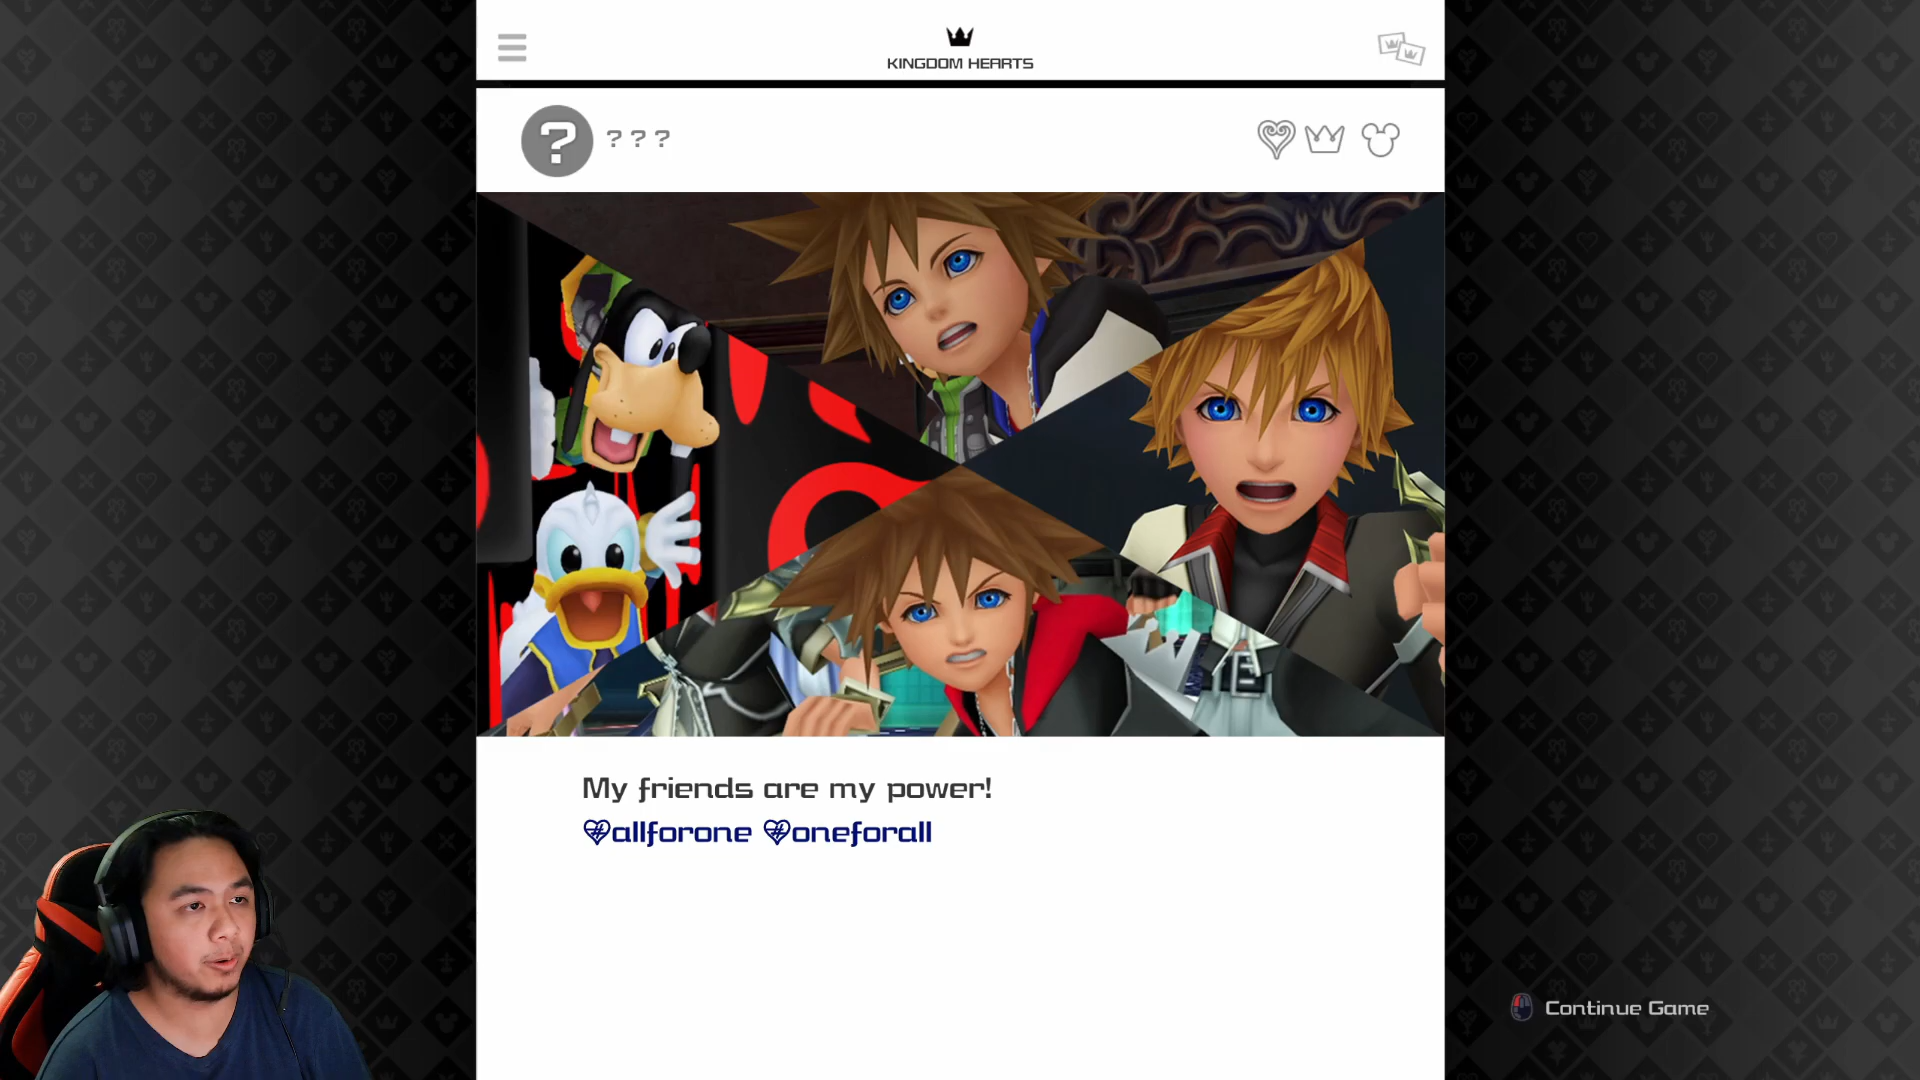 KINGDOM HEARTS
?
? ? ?
My friends are my power!
#allforone #oneforall
Continue Game